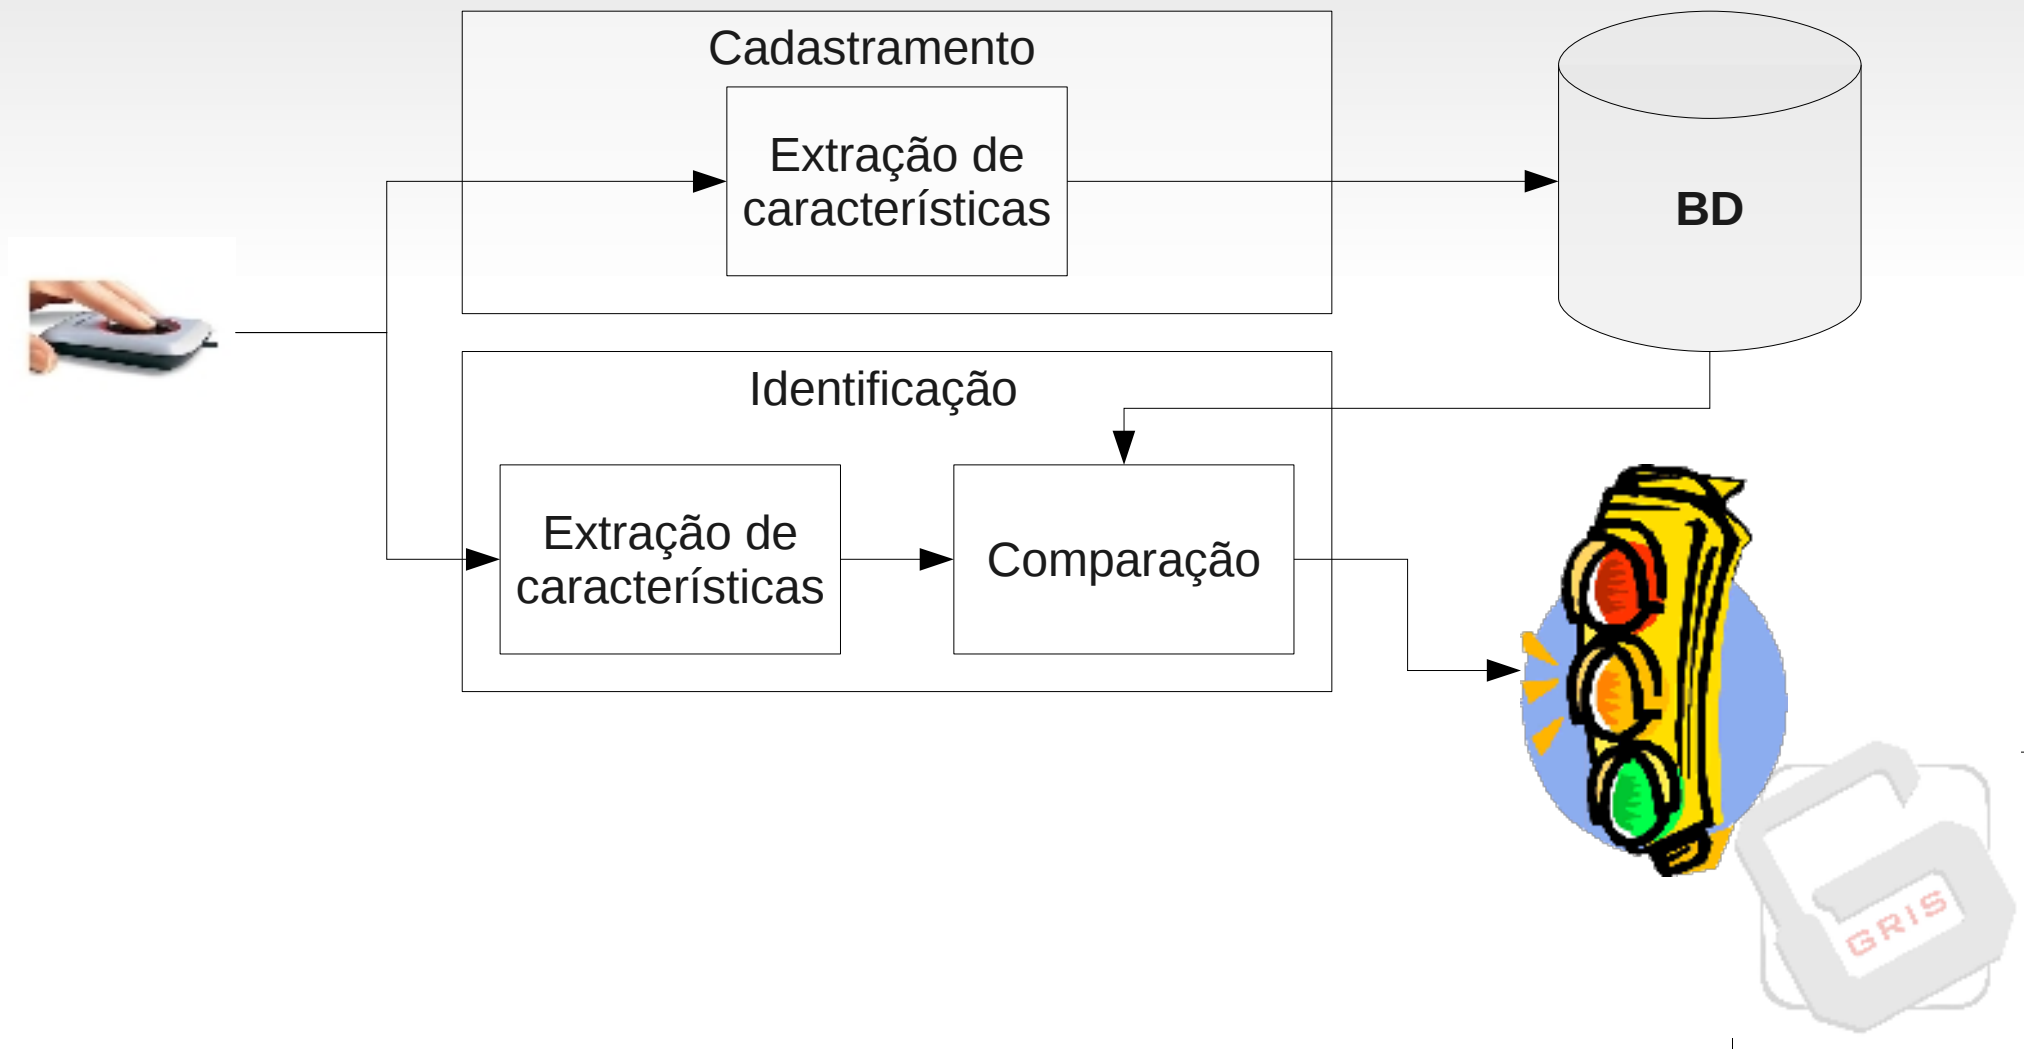 Cadastramento
Extração de
características
BD
Identificação
Extração de
características
Comparação
GRIS